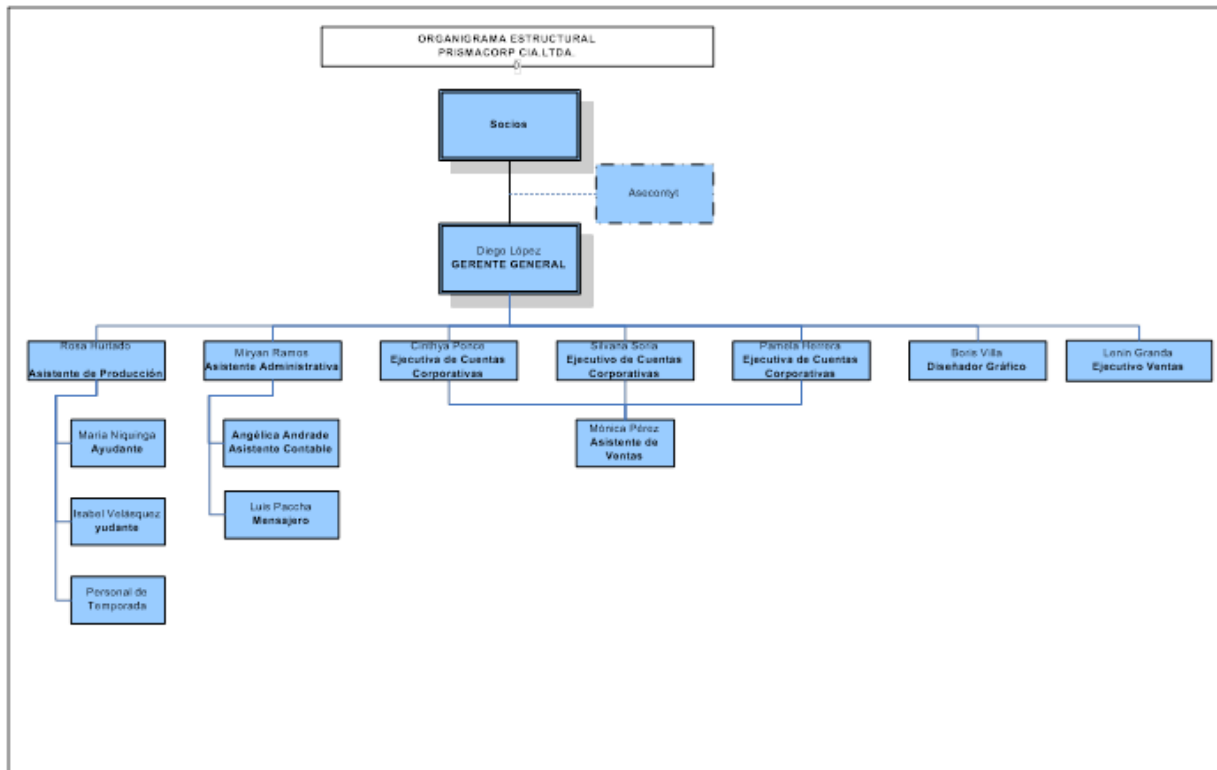 ORGANIGRAMA ESTRUCTURAL
PRISMACORP CIA.LTDA.
Socios
Asecontyt
Diego López
GERENTE GENERAL
Rosa Hurtado
Asistente de Producción
Miryan Ramos
Asistente Administrativa
Cinthya Ponce
Ejecutiva de Cuentas
Corporativas
Silvana Soria
Ejecutivo de Cuentas
Corporativas
Pamela Herrera
Ejecutiva de Cuentas
Corporativas
Boris Villa
Diseñador Gráfico
Lenin Granda
Ejecutivo Ventas
María Niquinga
Ayudante
Angélica Andrade
Asistente Contable
Mónica Pérez
Asistente de
Ventas
Isabel Velásquez
yudante
Luis Paccha
Mensajero
Personal de
Temporada